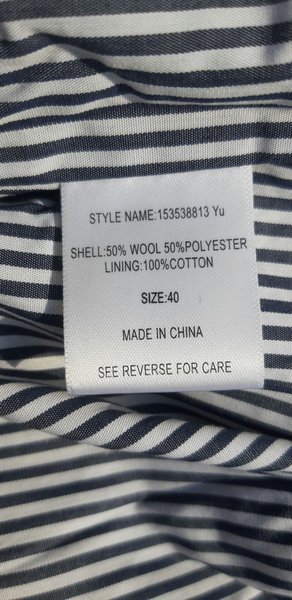 STYLE NAME:153538813 Yu
SHELL:50% WOOL 50%POLYESTER
LINING:100%COTTON
SIZE:40
MADE IN CHINA
SEE REVERSE FOR CARE